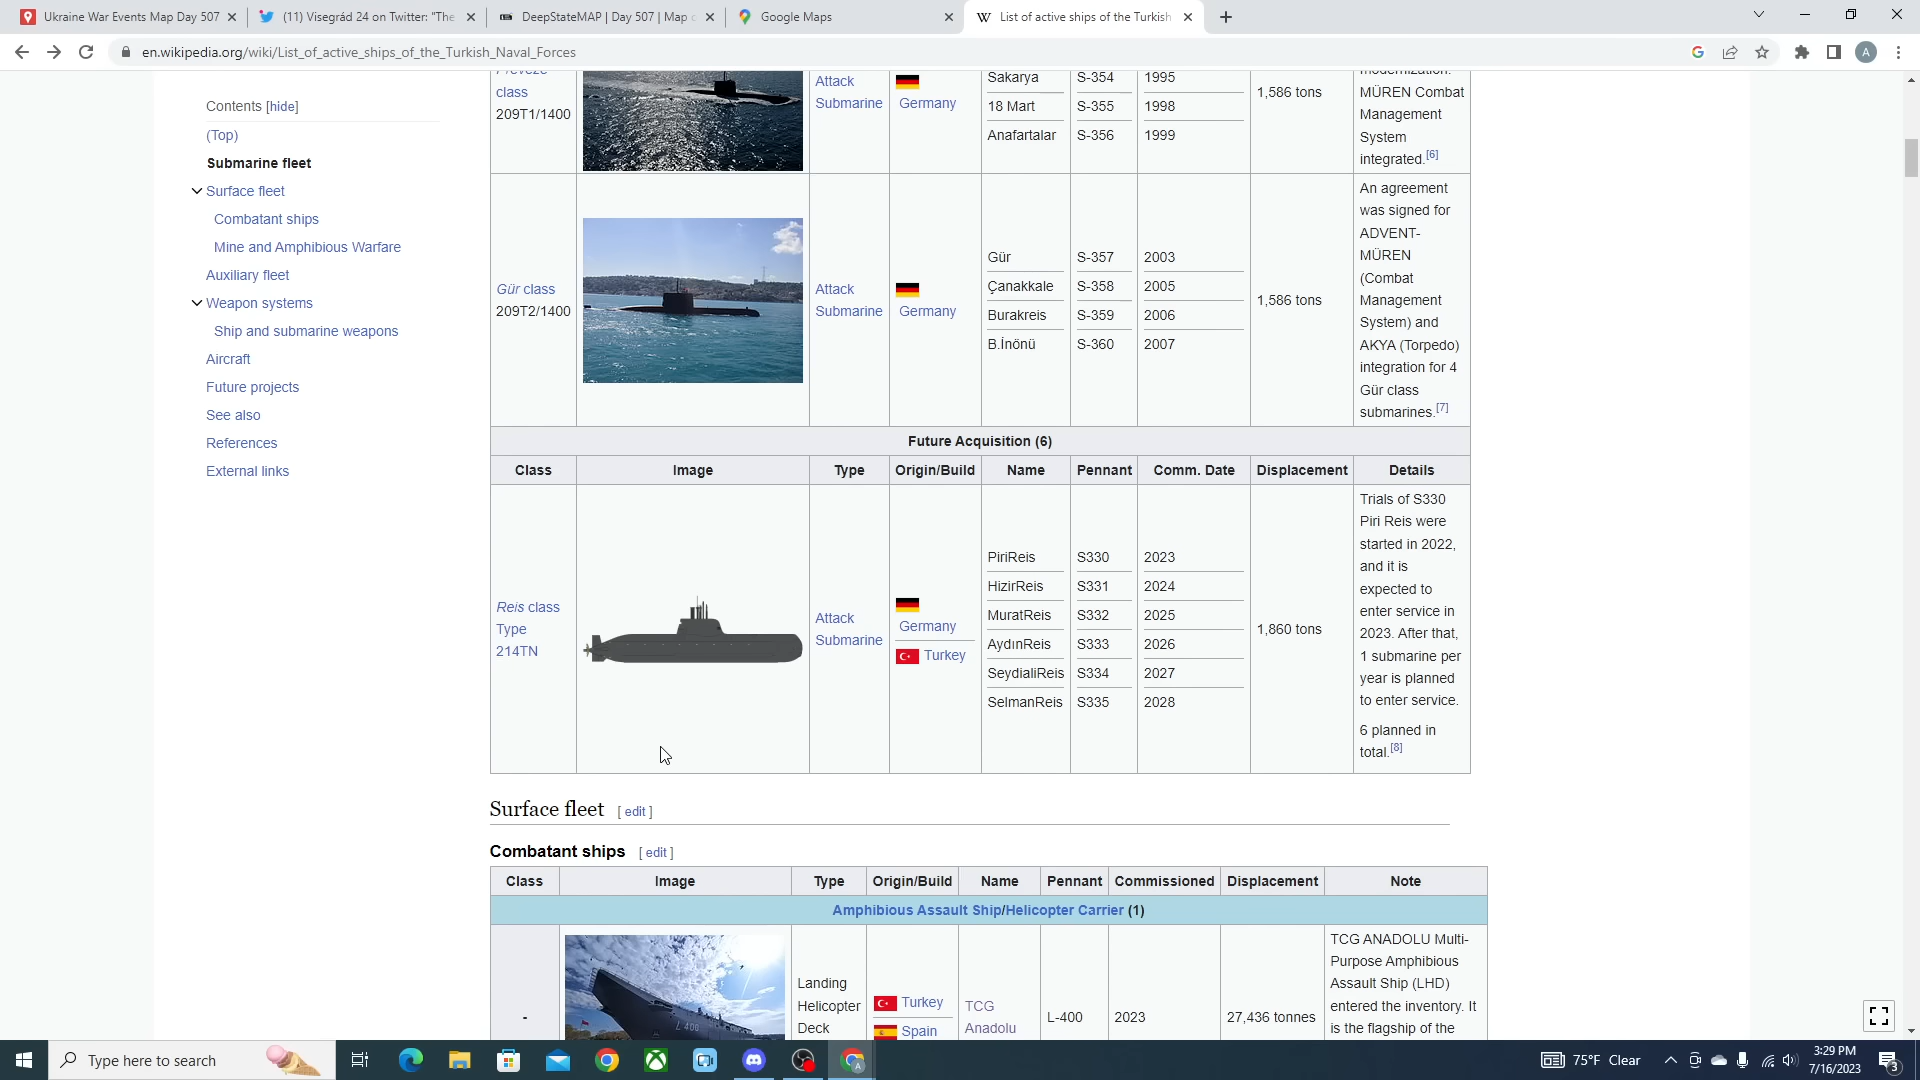 Ukraine War Events Map Day 507
(11) Visegrád 24 on Twitter: "The
DeepStateMAP | Day 507 | Map
Google Maps
List of active ships of the Turkish
en.wikipedia.org/wiki/List_of_active_ships_of_the_Turkish_Naval_Forces
A
Contents [hide]
(Top)
Submarine fleet
Surface fleet
Combatant ships
Mine and Amphibious Warfare
Auxiliary fleet
Weapon systems
Ship and submarine weapons
Aircraft
Future projects
See also
References
External links
Preveze
class
209T1/1400
Attack
Submarine
Germany
Sakarya S-354 1995
18 Mart S-355 1998
Anafartalar S-356 1999
1,586 tons
modernization.
MÜREN Combat
Management
System
integrated.[6]
Gür class
209T2/1400
Attack
Submarine
Germany
Gür S-357 2003
Çanakkale S-358 2005
Burakreis S-359 2006
B.İnönü S-360 2007
1,586 tons
An agreement
was signed for
ADVENT-
MÜREN
(Combat
Management
System) and
AKYA (Torpedo)
integration for 4
Gür class
submarines.[7]
Future Acquisition (6)
Class Image Type Origin/Build Name Pennant Comm. Date Displacement Details
Reis class
Type
214TN
Attack
Submarine
Germany
Turkey
PiriReis S330 2023
HizirReis S331 2024
MuratReis S332 2025
AydınReis S333 2026
SeydialiReis S334 2027
SelmanReis S335 2028
1,860 tons
Trials of S330
Piri Reis were
started in 2022,
and it is
expected to
enter service in
2023. After that,
1 submarine per
year is planned
to enter service.
6 planned in
total.[8]
Surface fleet [ edit ]
Combatant ships [ edit ]
Class Image Type Origin/Build Name Pennant Commissioned Displacement Note
Amphibious Assault Ship/Helicopter Carrier (1)
-
L 400
Landing
Helicopter
Deck
Turkey
Spain
TCG
Anadolu
L-400
2023
27,436 tonnes
TCG ANADOLU Multi-
Purpose Amphibious
Assault Ship (LHD)
entered the inventory. It
is the flagship of the
Type here to search
75°F Clear
3:29 PM
7/16/2023
3